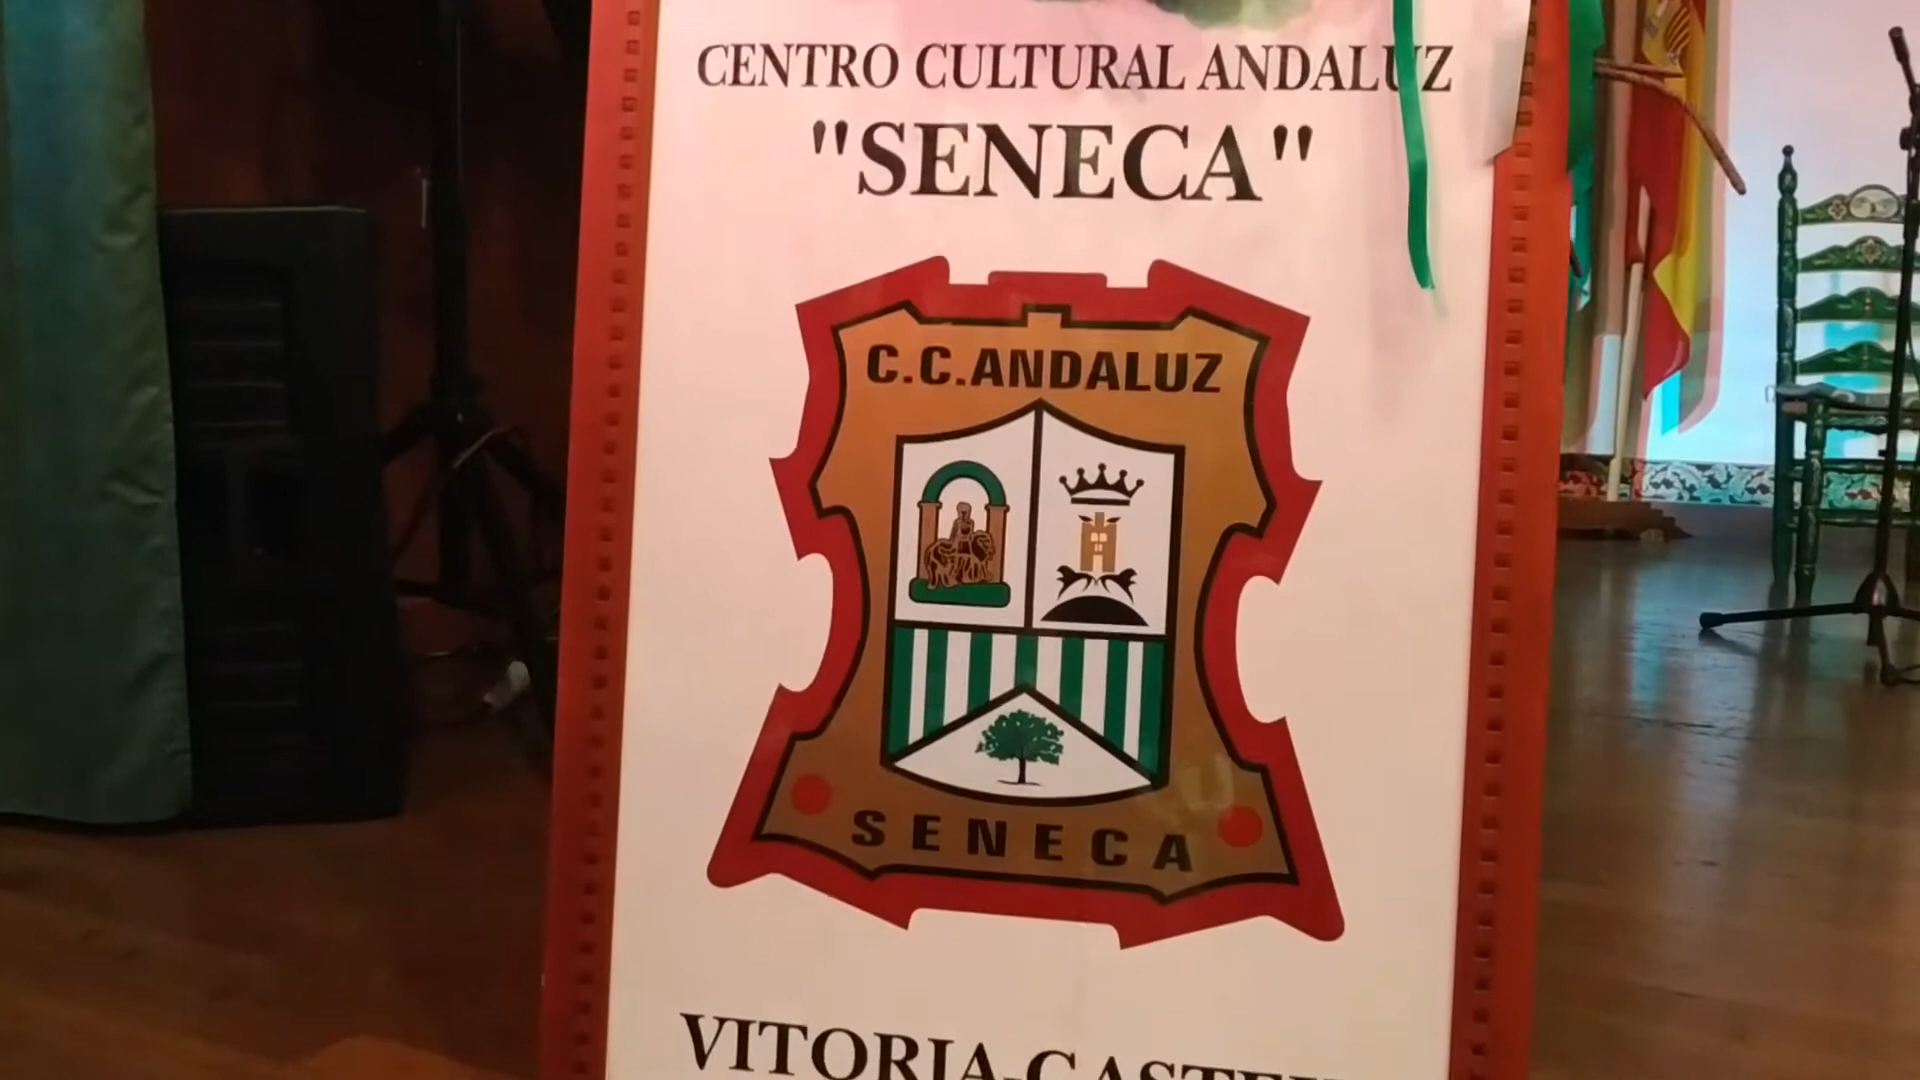 CENTRO CULTURAL ANDALUZ
"SENECA"
C.C.ANDALUZ
SENECA